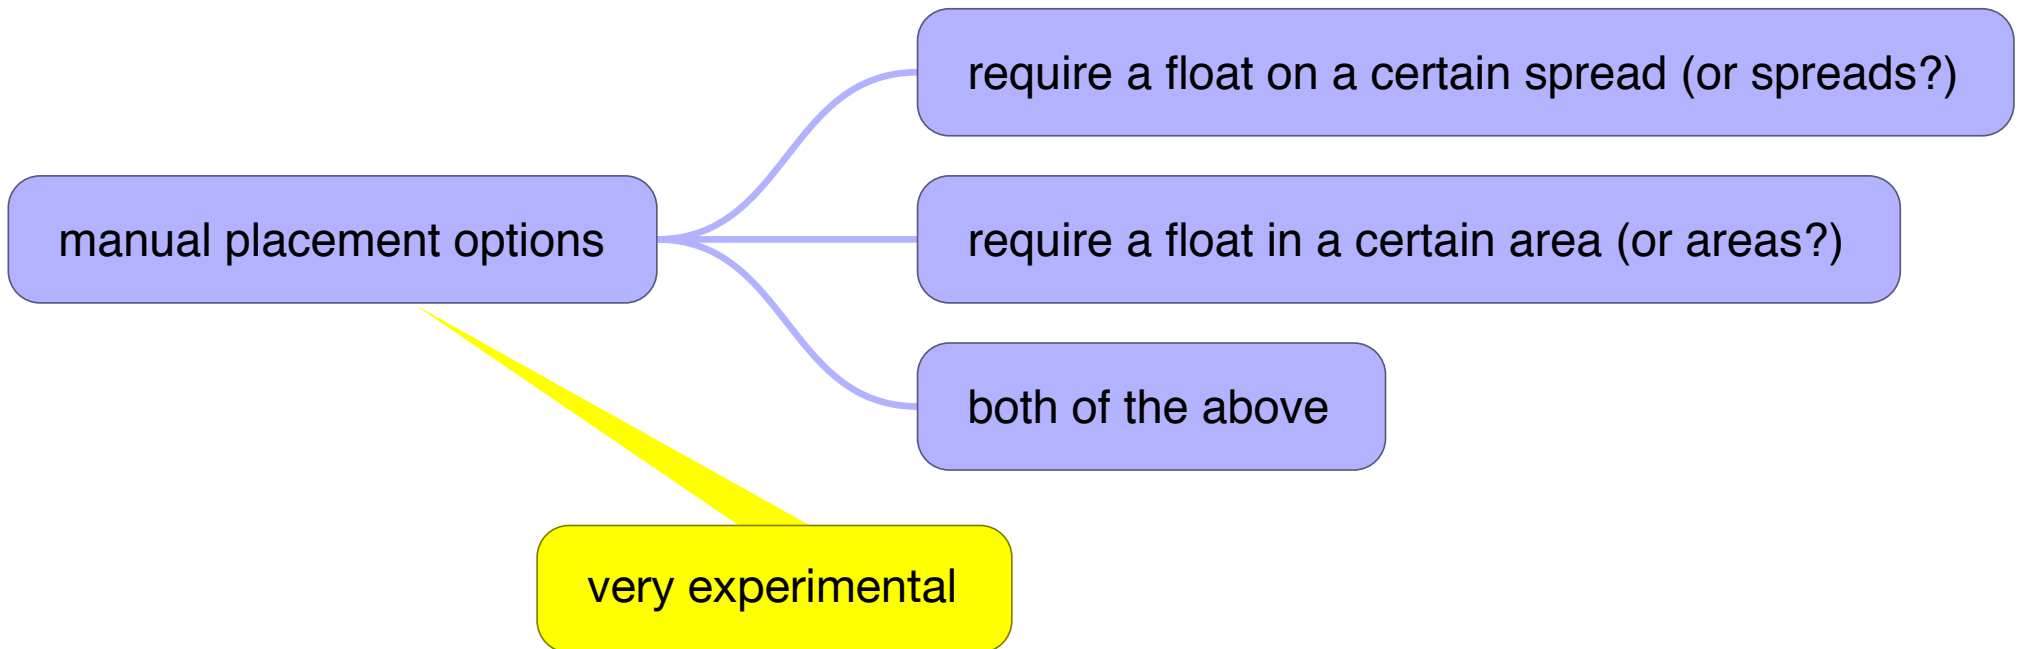 require a float on a certain spread (or spreads?)
manual placement options
require a float in a certain area (or areas?)
both of the above
very experimental